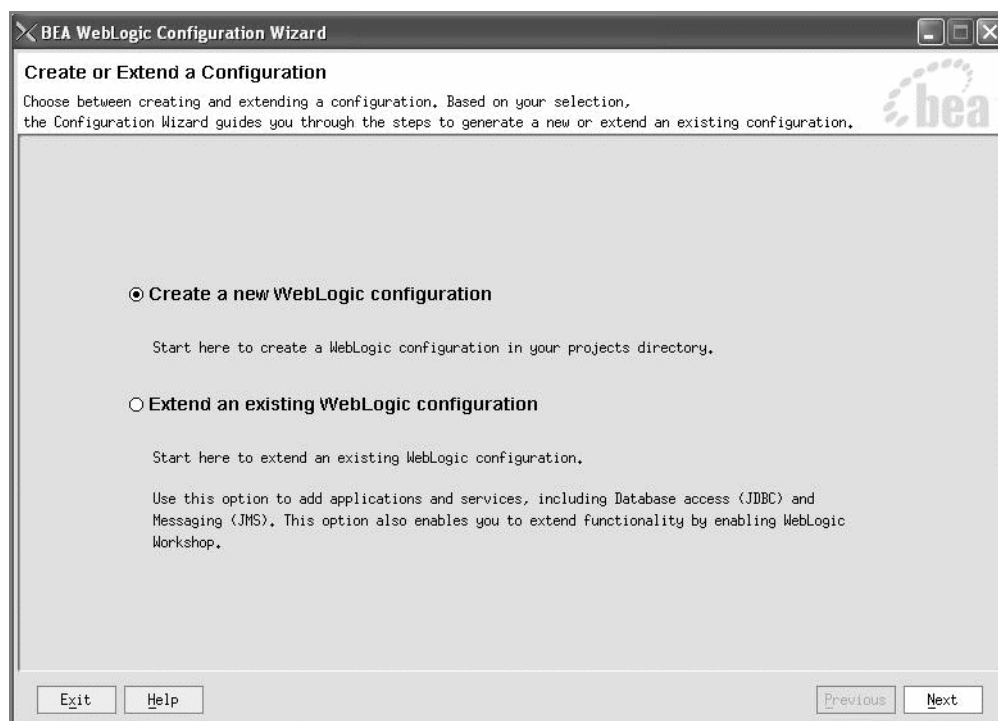 BEA WebLogic Configuration Wizard
Create or Extend a Configuration
Choose between creating and extending a configuration. Based on your selection,
the Configuration Wizard guides you through the steps to generate a new or extend an existing configuration.
bea
Create a new WebLogic configuration
Start here to create a WebLogic configuration in your projects directory.
Extend an existing WebLogic configuration
Start here to extend an existing WebLogic configuration.
Use this option to add applications and services, including Database access (JDBC) and
Messaging (JMS). This option also enables you to extend functionality by enabling WebLogic
Workshop.
Exit Help Previous Next